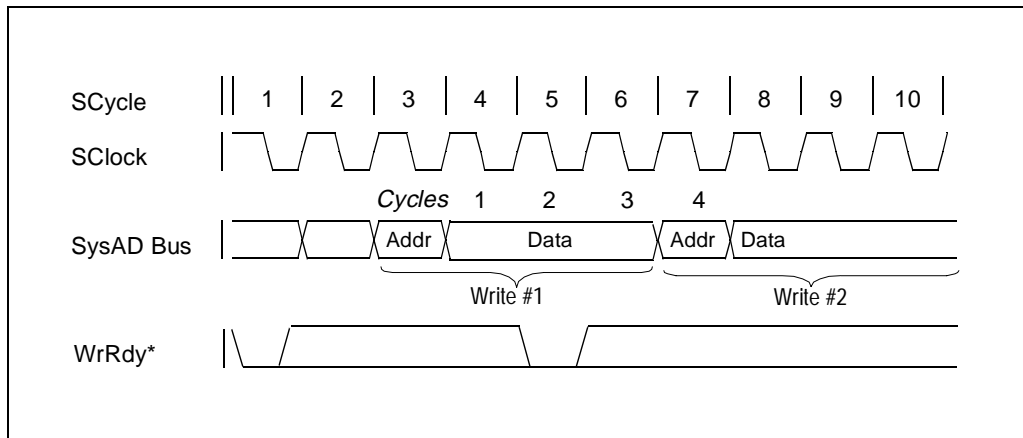 SCycle 1 2 3 4 5 6 7 8 9 10
SClock
Cycles 1 2 3 4
SysAD Bus Addr Data Addr Data
Write #1 Write #2
WrRdy*